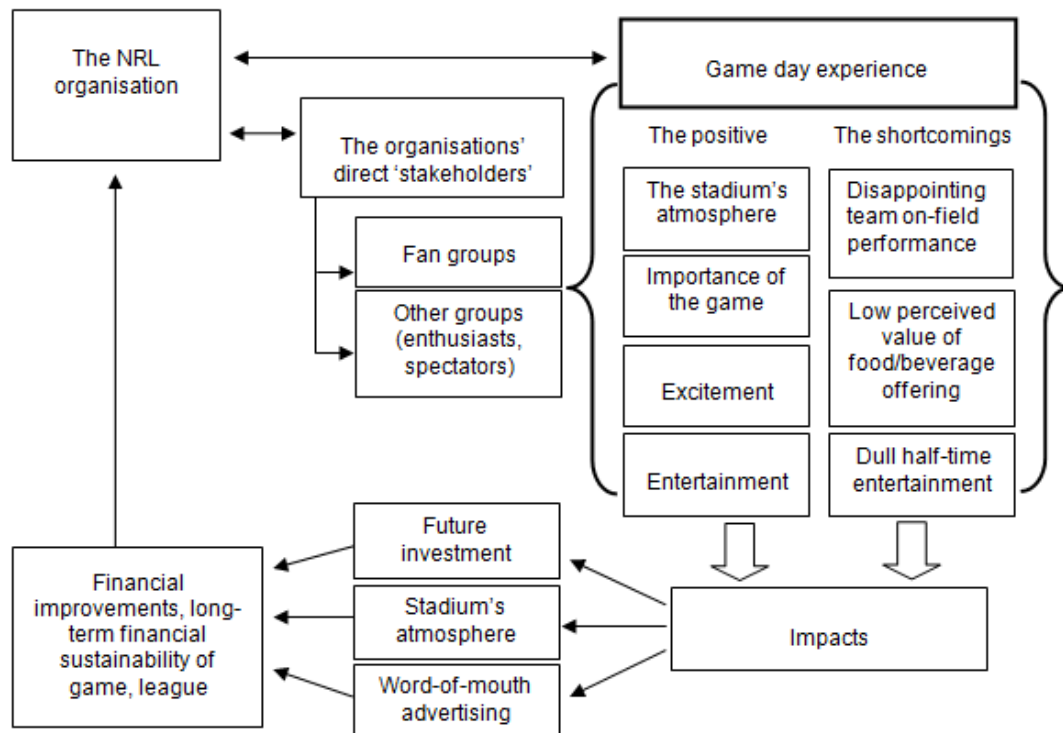 The NRL
organisation
Game day experience
The organisations'
direct 'stakeholders'
Fan groups
Other groups
(enthusiasts,
spectators)
The positive
The stadium's
atmosphere
Importance of
the game
Excitement
Entertainment
The shortcomings
Disappointing
team on-field
performance
Low perceived
value of
food/beverage
offering
Dull half-time
entertainment
Impacts
Future
investment
Stadium's
atmosphere
Word-of-mouth
advertising
Financial
improvements, long-
term financial
sustainability of
game, league